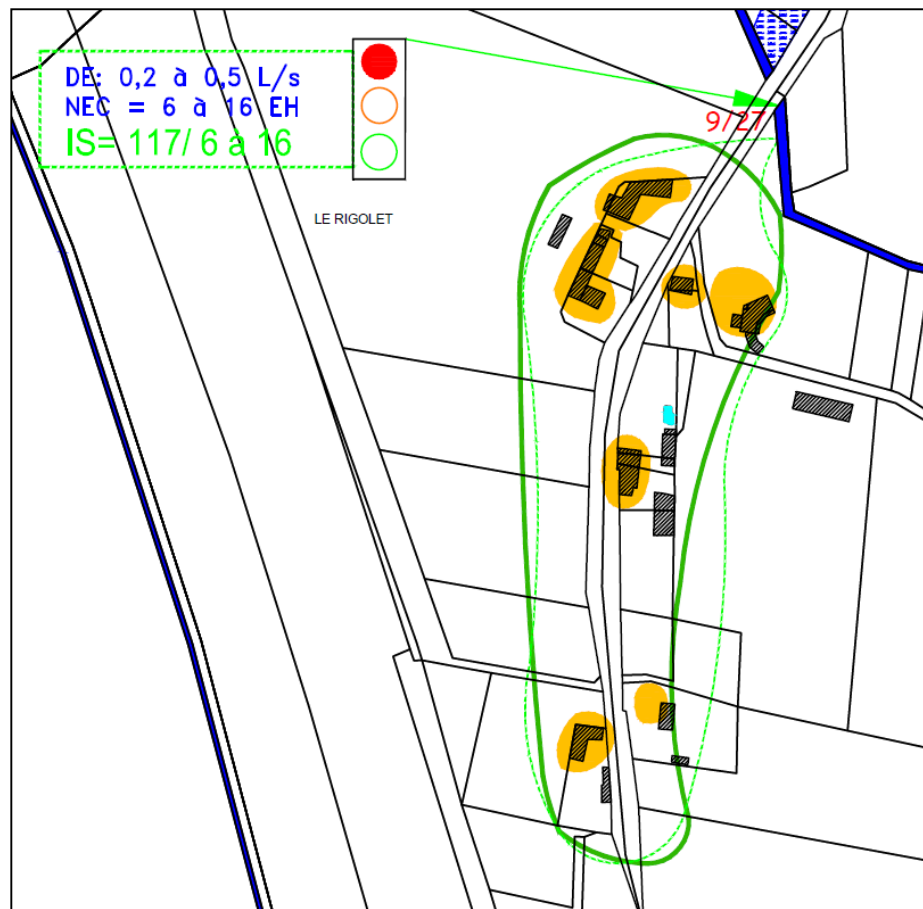 DE: 0,2 à 0,5 L/s
NEC = 6 à 16 EH
IS= 117/ 6 à 16
9/27
LE RIGOLET